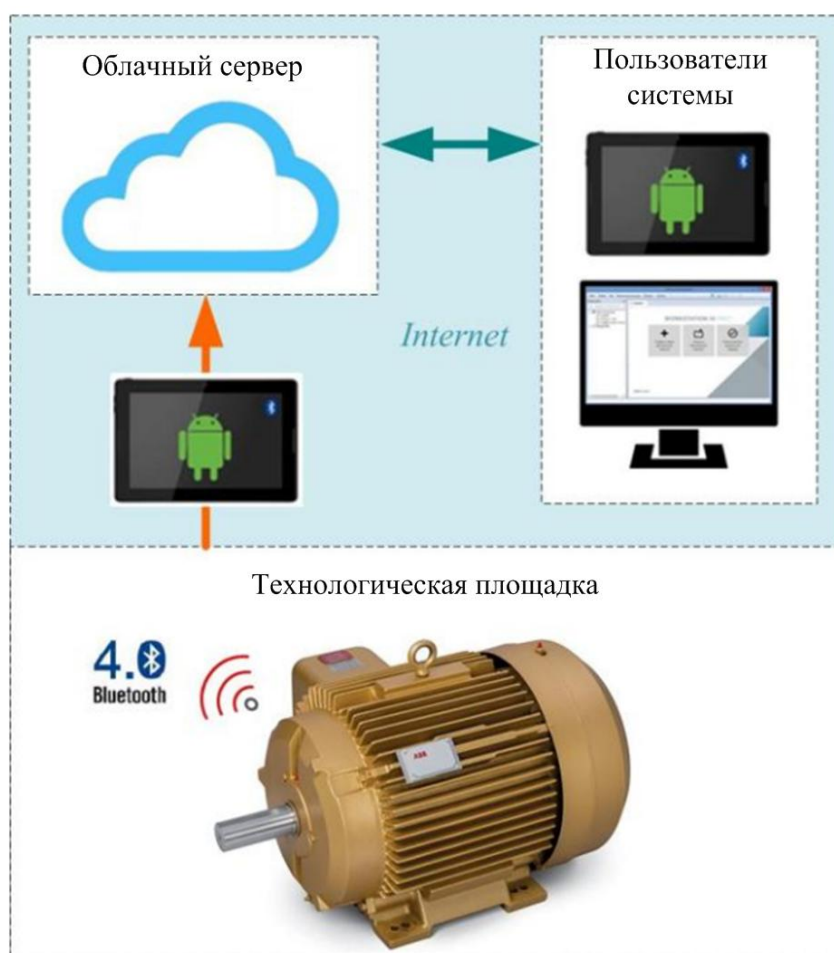 Облачный сервер
Пользователи
системы
Internet
Технологическая площадка
4.0
Bluetooth
ABB